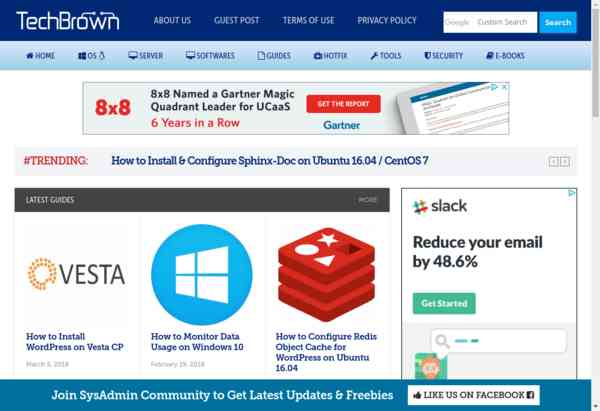 TechBrown
ABOUT US
GUEST POST
TERMS OF USE
PRIVACY POLICY
Google Custom Search
Search
HOME
OS
SERVER
SOFTWARES
GUIDES
HOTFIX
TOOLS
SECURITY
E-BOOKS
8x8
8x8 Named a Gartner Magic
Quadrant Leader for UCaaS
6 Years in a Row
GET THE REPORT
Gartner
#TRENDING:
How to Install & Configure Sphinx-Doc on Ubuntu 16.04 / CentOS 7
LATEST GUIDES
MORE
VESTA
How to Install
WordPress on Vesta CP
March 5, 2018
How to Monitor Data
Usage on Windows 10
How to Configure Redis
Object Cache for
WordPress on Ubuntu
16.04
slack
Reduce your email
by 48.6%
Get Started
Join SysAdmin Community to Get Latest Updates & Freebies
LIKE US ON FACEBOOK